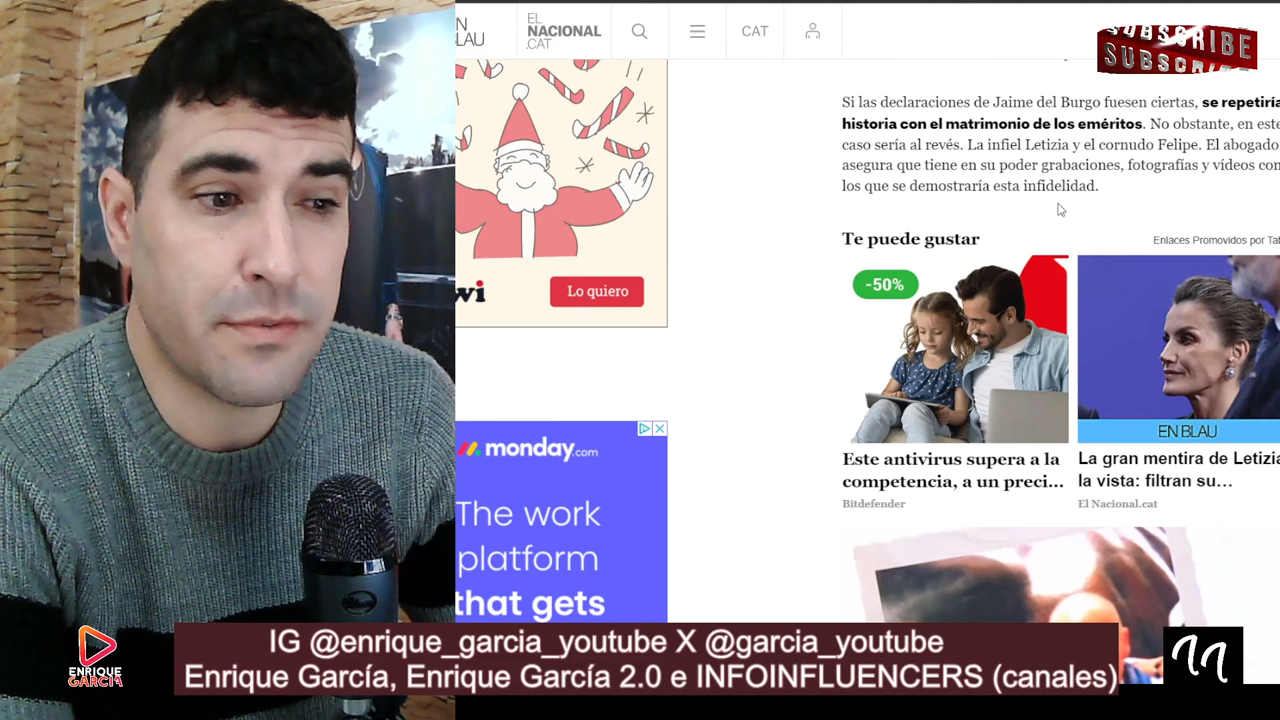 N
LAU
EL
NACIONAL
.CAT
CAT
SUBSCRIBE
SUBSCRIBE
Si las declaraciones de Jaime del Burgo fuesen ciertas, se repetiría
historia con el matrimonio de los eméritos. No obstante, en este
caso sería al revés. La infiel Letizia y el cornudo Felipe. El abogado
asegura que tiene en su poder grabaciones, fotografías y vídeos con
los que se demostraría esta infidelidad.
wi
Lo quiero
Te puede gustar
Enlaces Promovidos por Tab
-50%
EN BLAU
Este antivirus supera a la
competencia, a un preci...
Bitdefender
La gran mentira de Letizia
la vista: filtran su...
El Nacional.cat
monday.com
The work
platform
that gets
IG @enrique_garcia_youtube X @garcia_youtube
Enrique García, Enrique García 2.0 e INFOINFLUENCERS (canales)
ENRIQUE
GARCIA